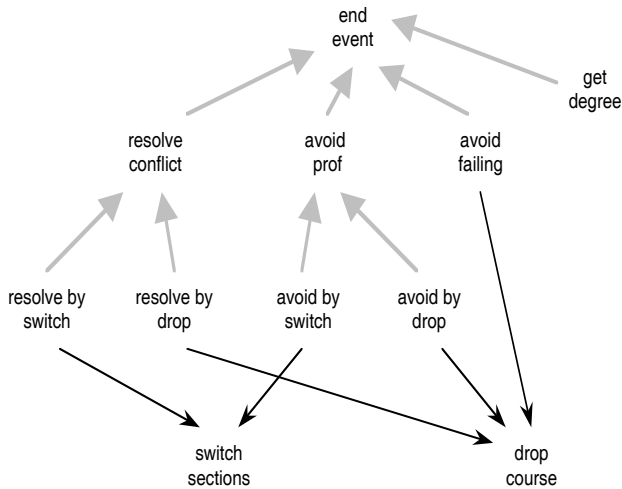 end
event
get
degree
resolve
conflict
avoid
prof
avoid
failing
resolve by
switch
resolve by
drop
avoid by
switch
avoid by
drop
switch
sections
drop
course